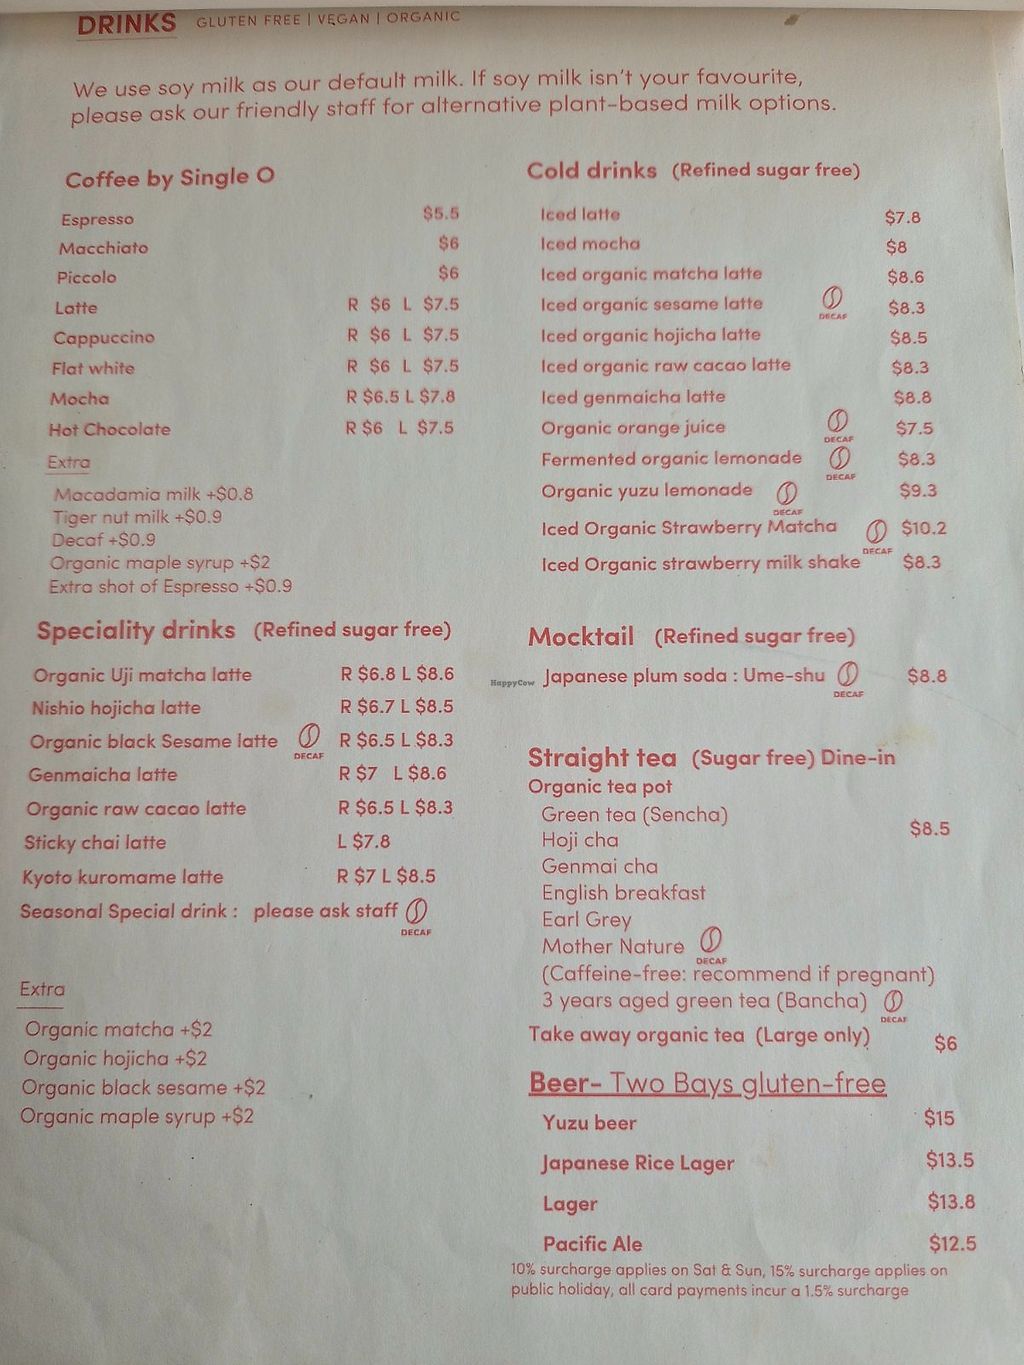 DRINKS GLUTEN FREE | VEGAN | ORGANIC
We use soy milk as our default milk. If soy milk isn't your favourite,
please ask our friendly staff for alternative plant-based milk options.
Coffee by Single O
Espresso $5.5
Macchiato $6
Piccolo $6
Latte R $6 L $7.5
Cappuccino R $6 L $7.5
Flat white R $6 L $7.5
Mocha R $6.5 L $7.8
Hot Chocolate R $6 L $7.5
Extra
Macadamia milk +$0.8
Tiger nut milk +$0.9
Decaf +$0.9
Organic maple syrup +$2
Extra shot of Espresso +$0.9
Speciality drinks (Refined sugar free)
Organic Uji matcha latte R $6.8 L $8.6
Nishio hojicha latte R $6.7 L $8.5
Organic black Sesame latte DECAF R $6.5 L $8.3
Genmaicha latte R $7 L $8.6
Organic raw cacao latte R $6.5 L $8.3
Sticky chai latte L $7.8
Kyoto kuromame latte R $7 L $8.5
Seasonal Special drink : please ask staff DECAF
Extra
Organic matcha +$2
Organic hojicha +$2
Organic black sesame +$2
Organic maple syrup +$2
Cold drinks (Refined sugar free)
Iced latte $7.8
Iced mocha $8
Iced organic matcha latte $8.6
Iced organic sesame latte DECAF $8.3
Iced organic hojicha latte $8.5
Iced organic raw cacao latte $8.3
Iced genmaicha latte $8.8
Organic orange juice DECAF $7.5
Fermented organic lemonade DECAF $8.3
Organic yuzu lemonade DECAF $9.3
Iced Organic Strawberry Matcha DECAF $10.2
Iced Organic strawberry milk shake $8.3
Mocktail (Refined sugar free)
HappyCow
Japanese plum soda : Ume-shu DECAF $8.8
Straight tea (Sugar free) Dine-in
Organic tea pot
Green tea (Sencha) $8.5
Hoji cha
Genmai cha
English breakfast
Earl Grey
Mother Nature DECAF
(Caffeine-free: recommend if pregnant)
3 years aged green tea (Bancha) DECAF
Take away organic tea (Large only) $6
Beer- Two Bays gluten-free
Yuzu beer $15
Japanese Rice Lager $13.5
Lager $13.8
Pacific Ale $12.5
10% surcharge applies on Sat & Sun, 15% surcharge applies on
public holiday, all card payments incur a 1.5% surcharge